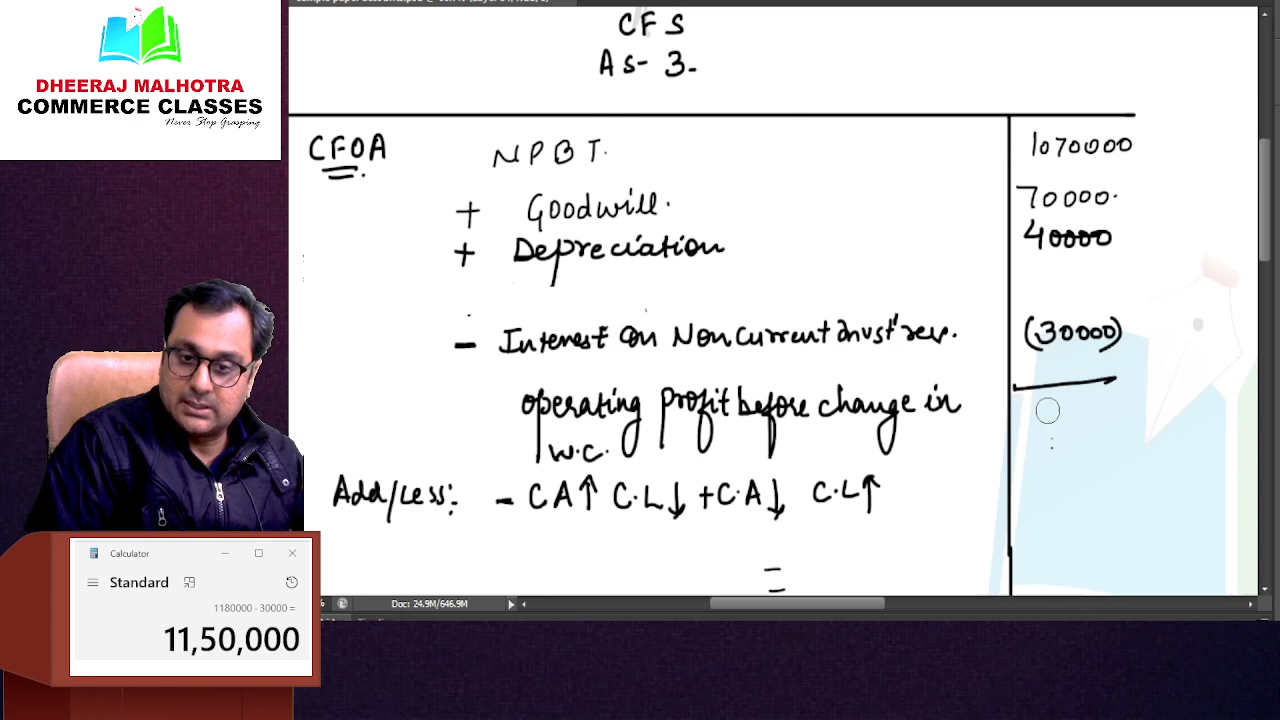 DHEERAJ MALHOTRA
COMMERCE CLASSES
Never Stop Grasping
CFS
AS-3.
CFOA NPBT. 1070000
+ Goodwill. 70000.
+ Depreciation 40000
- Interest on Non Current Invst' rev. (30000)
operating profit before change in
w.c.
Add/Less:- - CA↑ C.L↓ +C.A↓ C.L↑
=
Calculator
Standard
1180000 - 30000 =
11,50,000
% Doc: 24.9M/646.9M